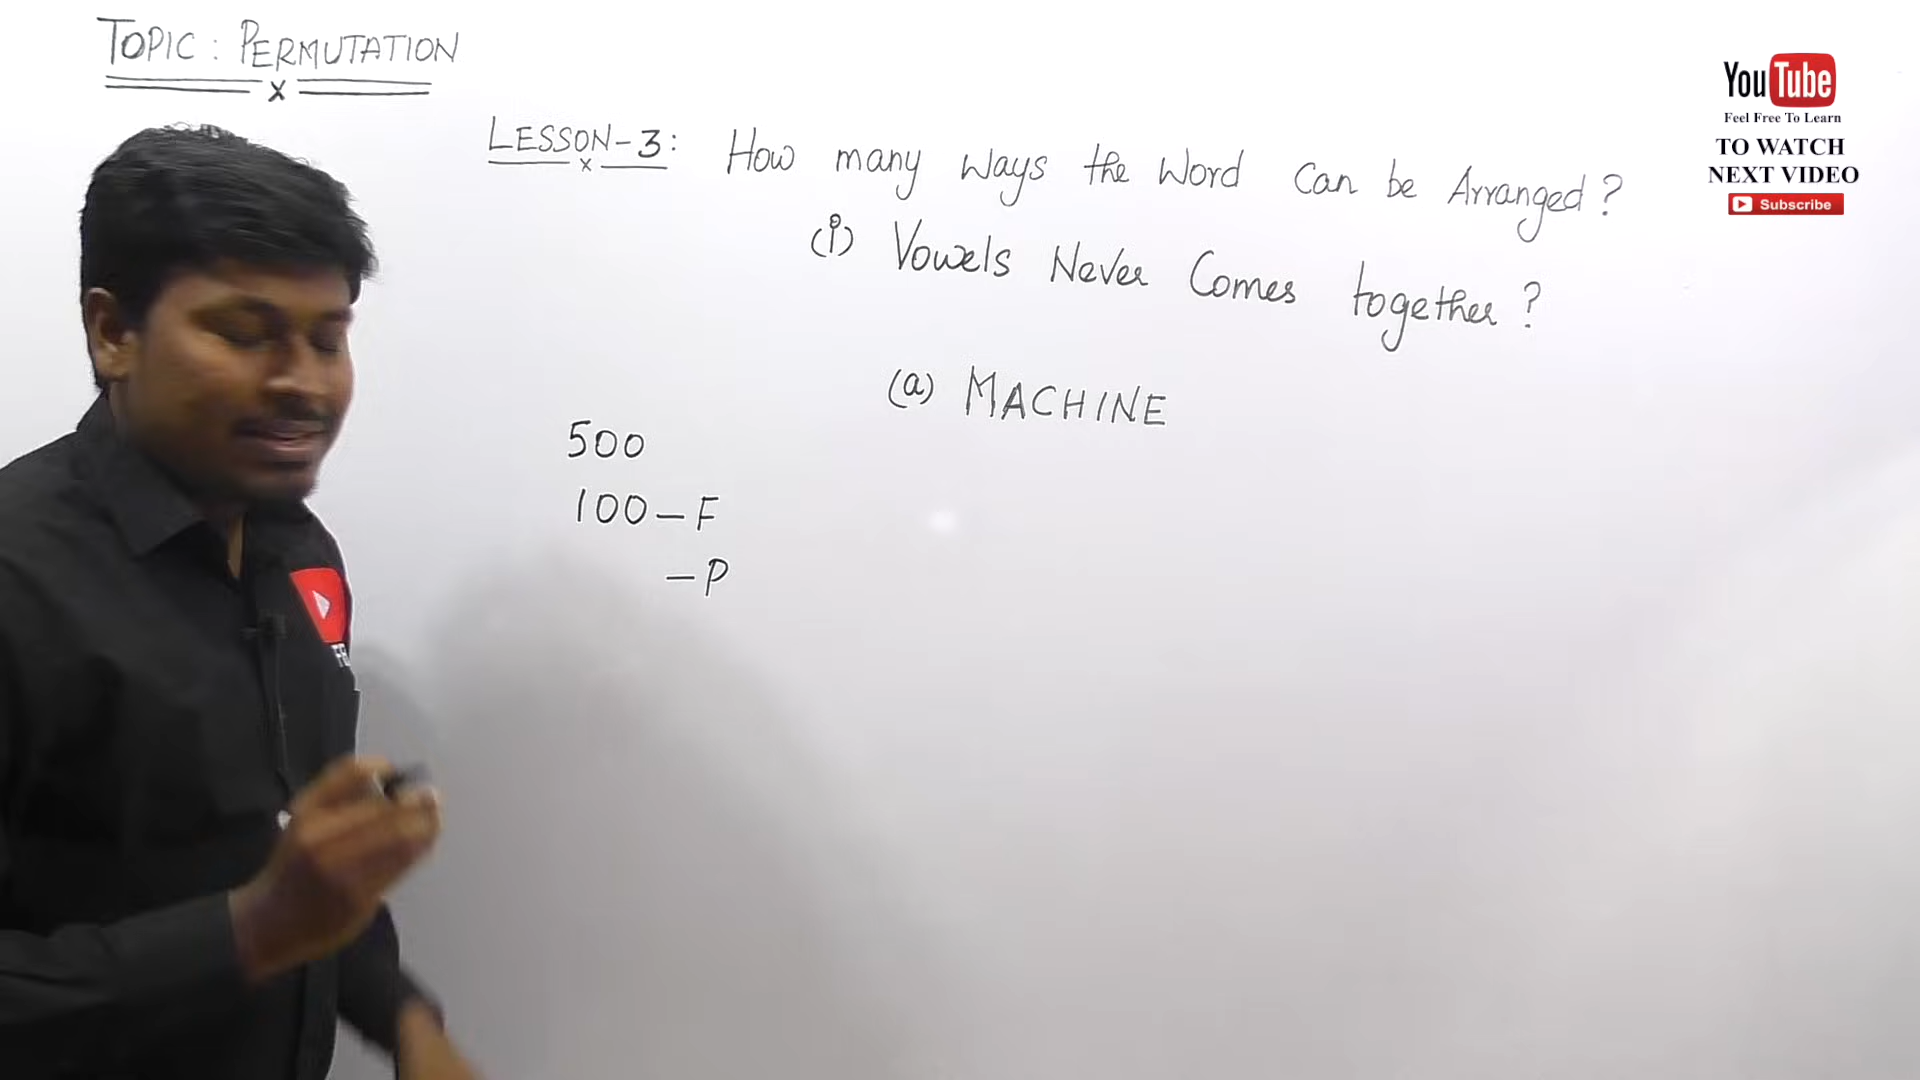 TOPIC: PERMUTATION
x
LESSON-3: How many Ways the Word Can be Arranged?
x
(i) Vowels Never Comes together?
(a) MACHINE
500
100 – F
– P
YouTube
Feel Free To Learn
TO WATCH
NEXT VIDEO
Subscribe